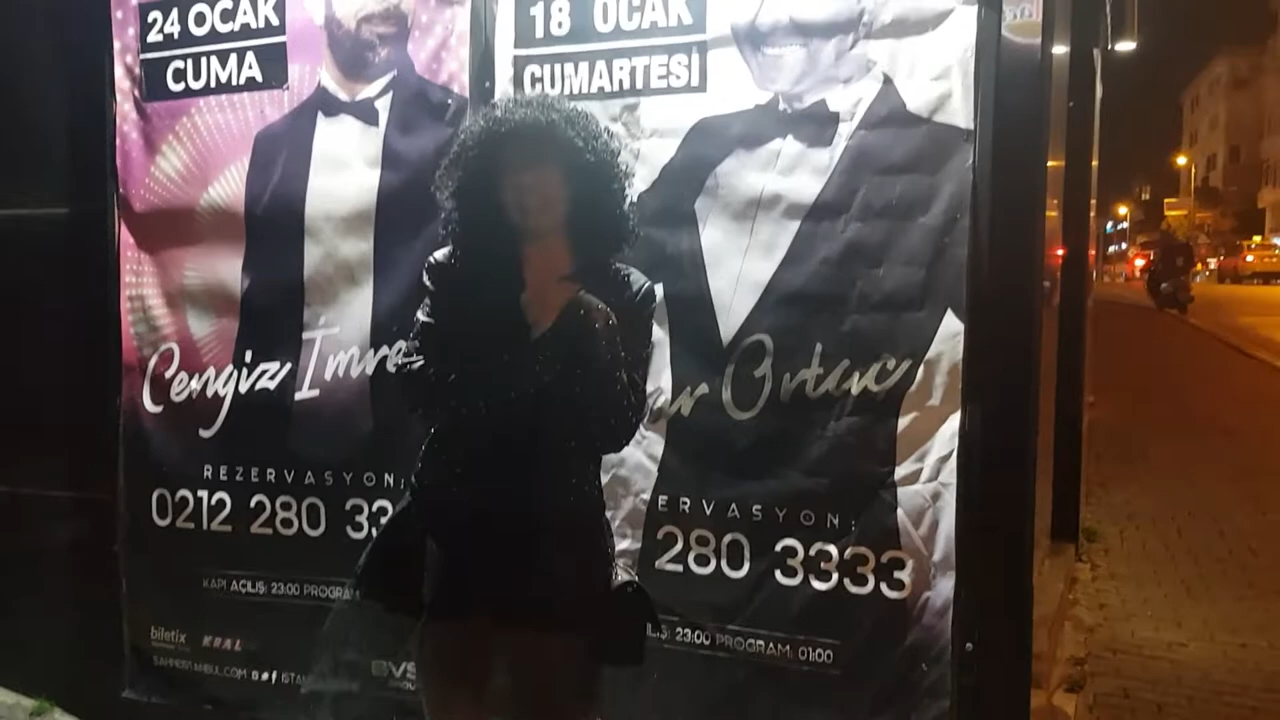 24 OCAK
CUMA
Cengiz İmre
REZERVASYON:
0212 280 33
KAPI AÇILIŞ: 23:00 PROGRAM
biletix
KRAL
18 OCAK
CUMARTESİ
ar Ortaç
ERVASYON:
280 3333
ILIŞ: 23:00 PROGRAM: 01:00